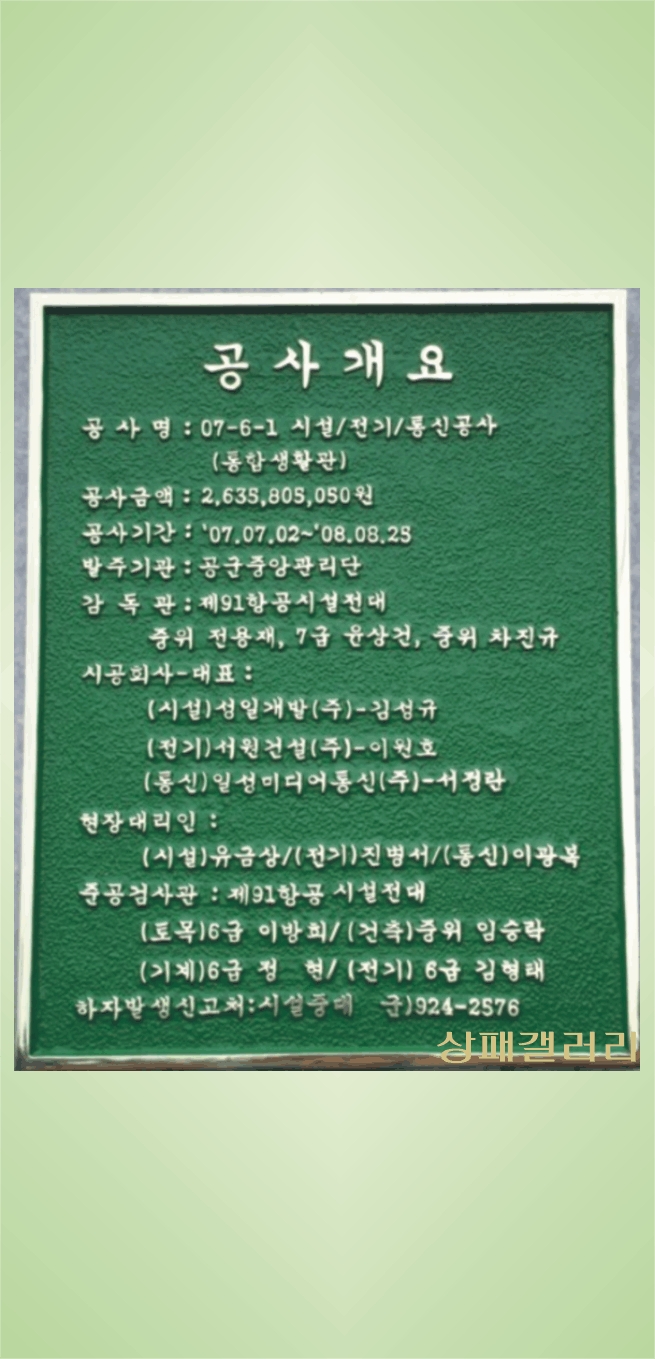 공 사 개 요
공 사 명 : 07-6-1 시설/전기/통신공사
(통합생활관)
공사금액 : 2,635,805,050원
공사기간 : '07.07.02~'08.08.25
발주기관 : 공군중앙관리단
감 독 관 : 제91항공시설전대
중위 전용재, 7급 윤상건, 중위 차진규
시공회사-대표 :
(시설)성일개발(주)-김성규
(전기)서원건설(주)-이원호
(통신)일성미디어통신(주)-서정란
현장대리인 :
(시설)유금상/(전기)진병서/(통신)이광복
준공검사관 : 제91항공 시설전대
(토목)6급 이방희/(건축)중위 임승락
(기계)6급 정 현/ (전기) 6급 김형태
하자발생신고처:시설중대 군)924-2576
상패갤러리